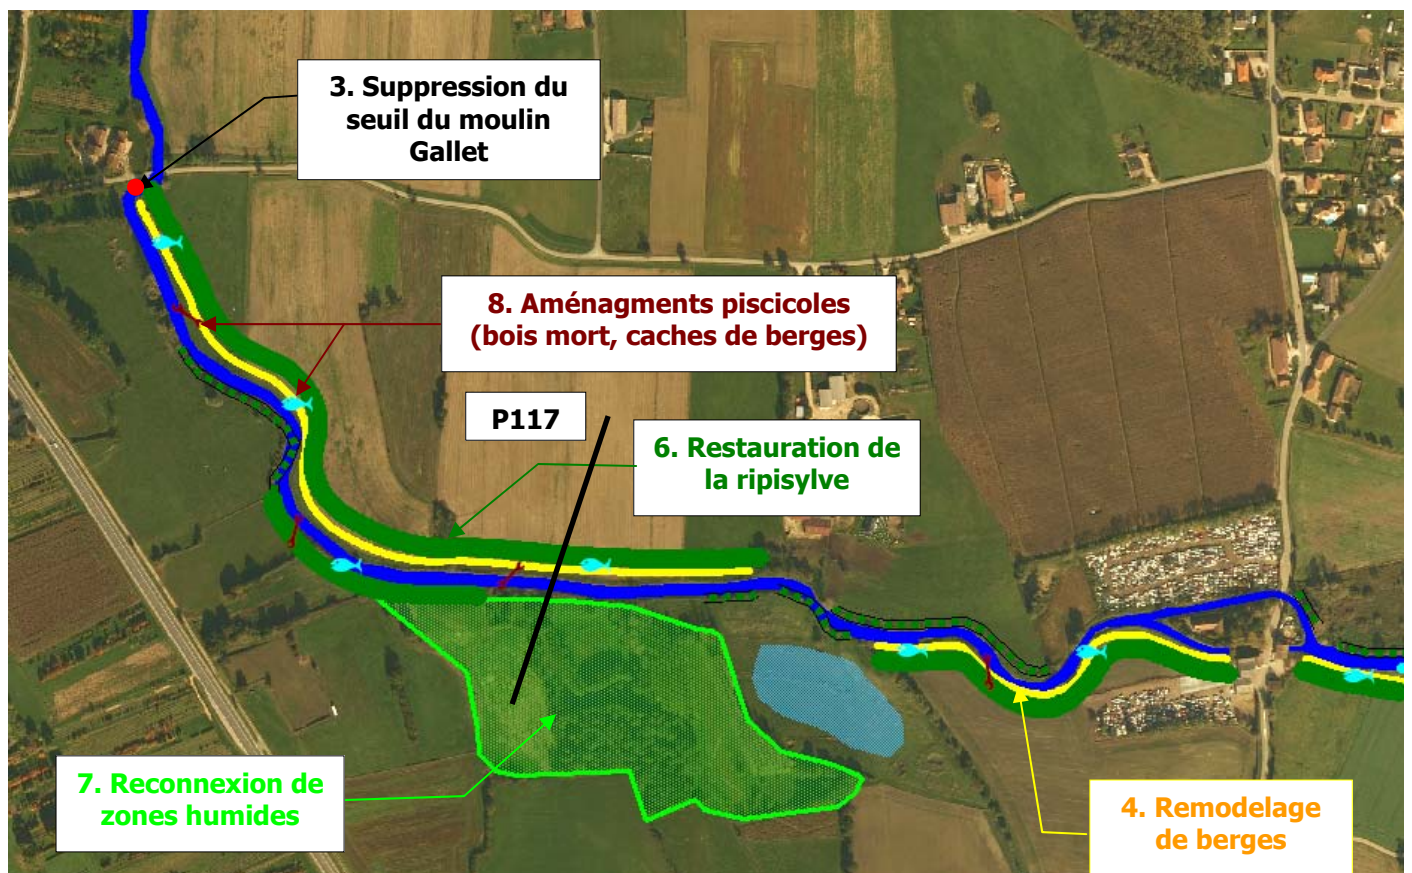 3. Suppression du
seuil du moulin
Gallet
8. Aménagments piscicoles
(bois mort, caches de berges)
P117
6. Restauration de
la ripisylve
7. Reconnexion de
zones humides
4. Remodelage
de berges